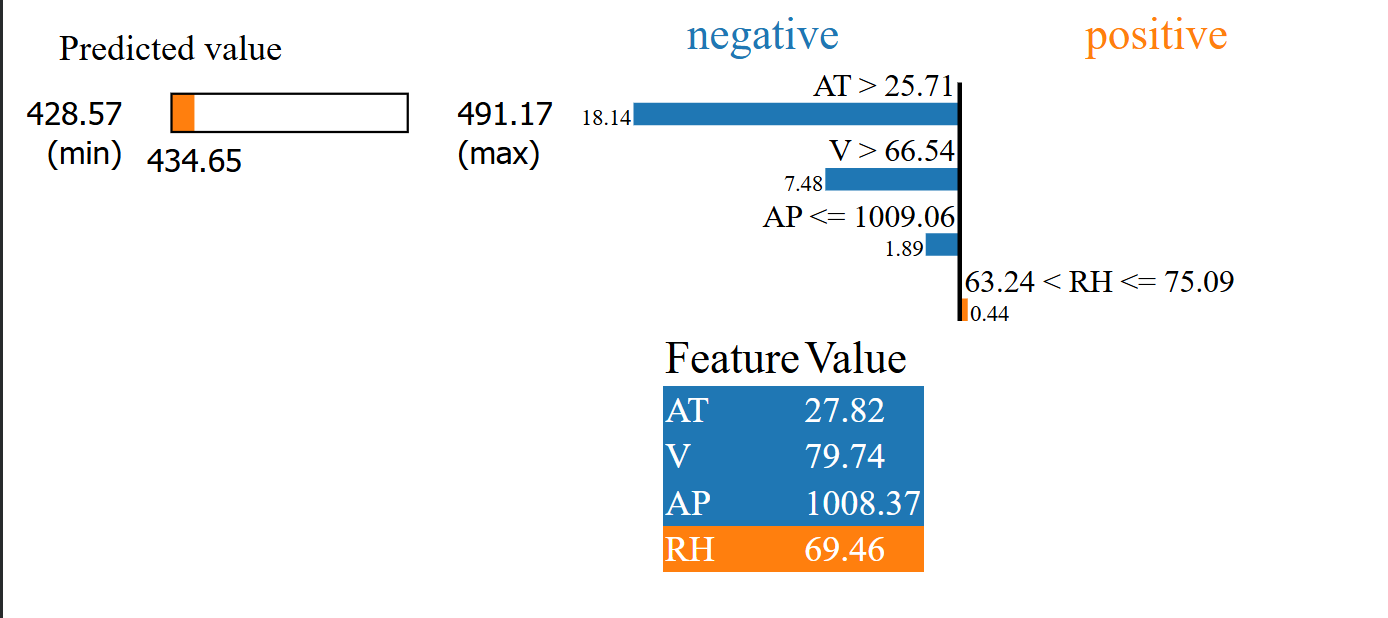 Predicted value
428.57
(min)
434.65
491.17
(max)
negative
positive
AT > 25.71
18.14
V > 66.54
7.48
AP <= 1009.06
1.89
63.24 < RH <= 75.09
0.44
Feature Value
AT 27.82
V 79.74
AP 1008.37
RH 69.46